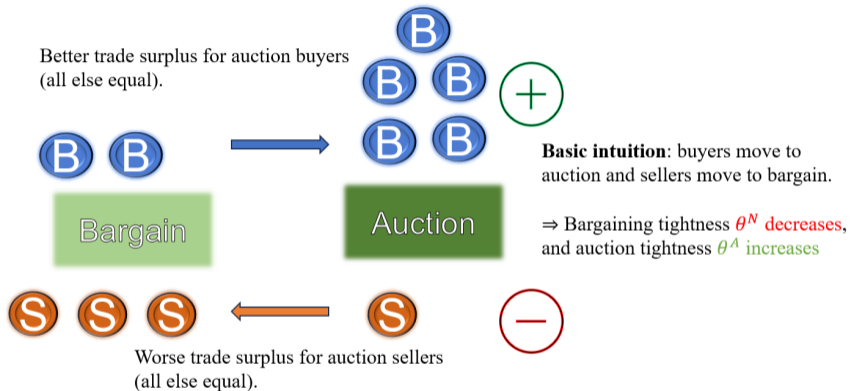 B
Better trade surplus for auction buyers
(all else equal).
B B
+
B B
B B
Basic intuition: buyers move to
auction and sellers move to bargain.
Bargain
Auction
⇒ Bargaining tightness θ^N decreases,
and auction tightness θ^A increases
S S S
S
−
Worse trade surplus for auction sellers
(all else equal).